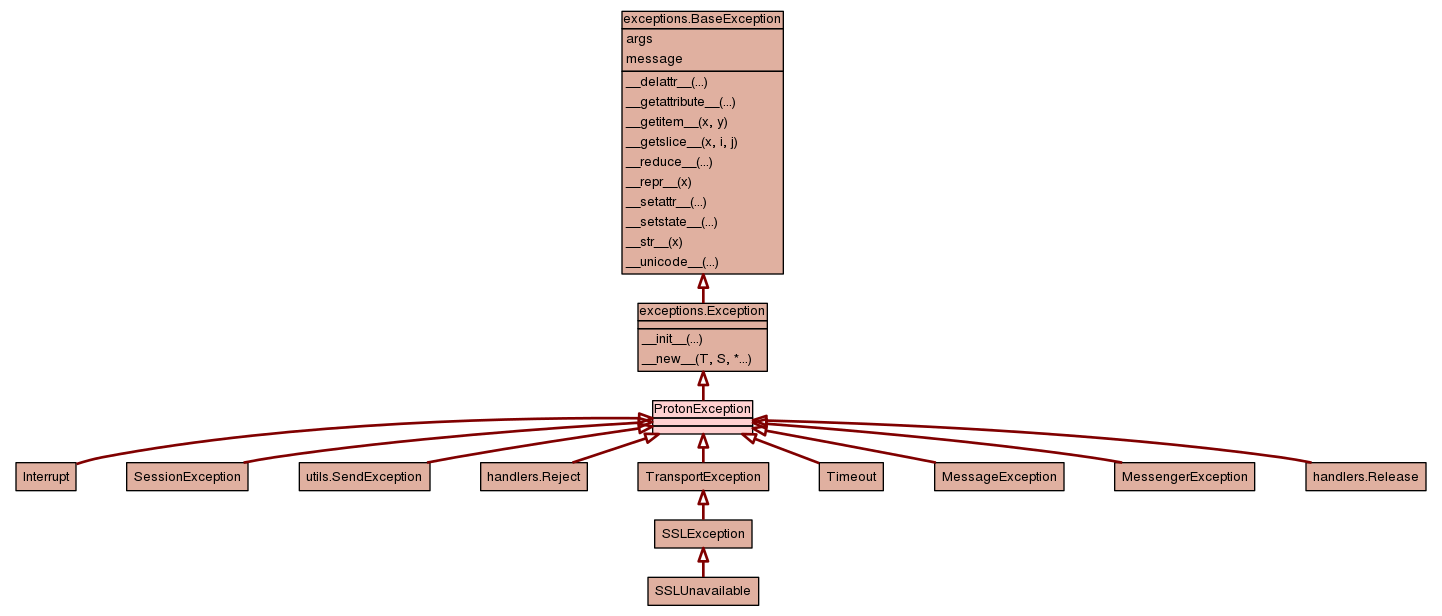 exceptions.BaseException
args
message
__delattr__(...)
__getattribute__(...)
__getitem__(x, y)
__getslice__(x, i, j)
__reduce__(...)
__repr__(x)
__setattr__(...)
__setstate__(...)
__str__(x)
__unicode__(...)
exceptions.Exception
__init__(...)
__new__(T, S, *...)
ProtonException
Interrupt
SessionException
utils.SendException
handlers.Reject
TransportException
Timeout
MessageException
MessengerException
handlers.Release
SSLException
SSLUnavailable